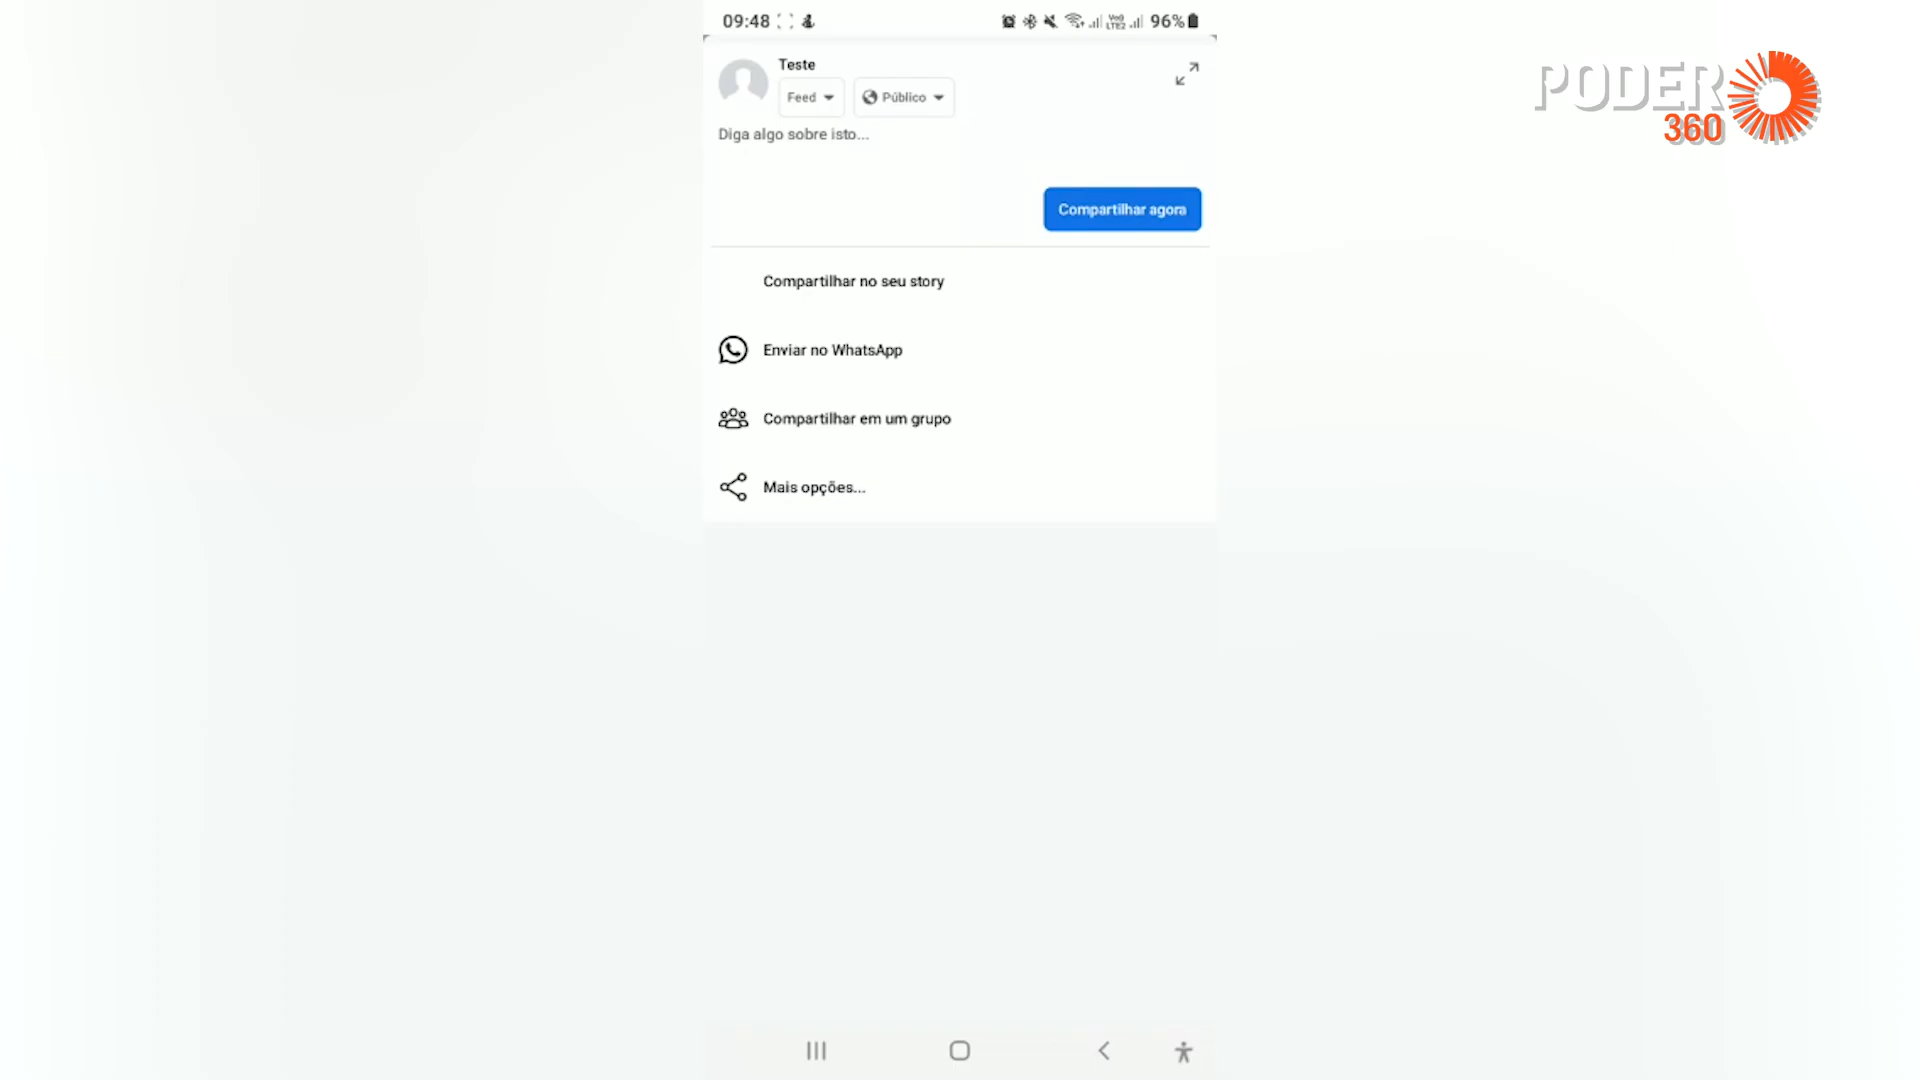 09:48
96%
PODER
360
Teste
Feed
Público
Diga algo sobre isto...
Compartilhar agora
Compartilhar no seu story
Enviar no WhatsApp
Compartilhar em um grupo
Mais opções...